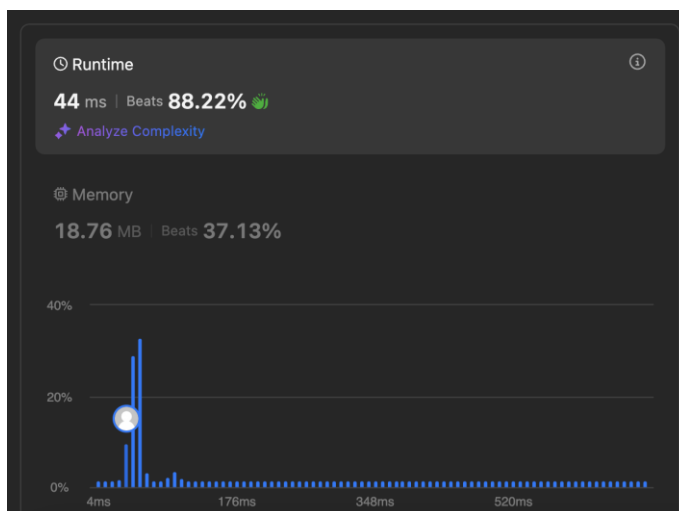 Runtime
44 ms | Beats 88.22%
Analyze Complexity
Memory
18.76 MB | Beats 37.13%
40%
20%
0%
4ms 176ms 348ms 520ms